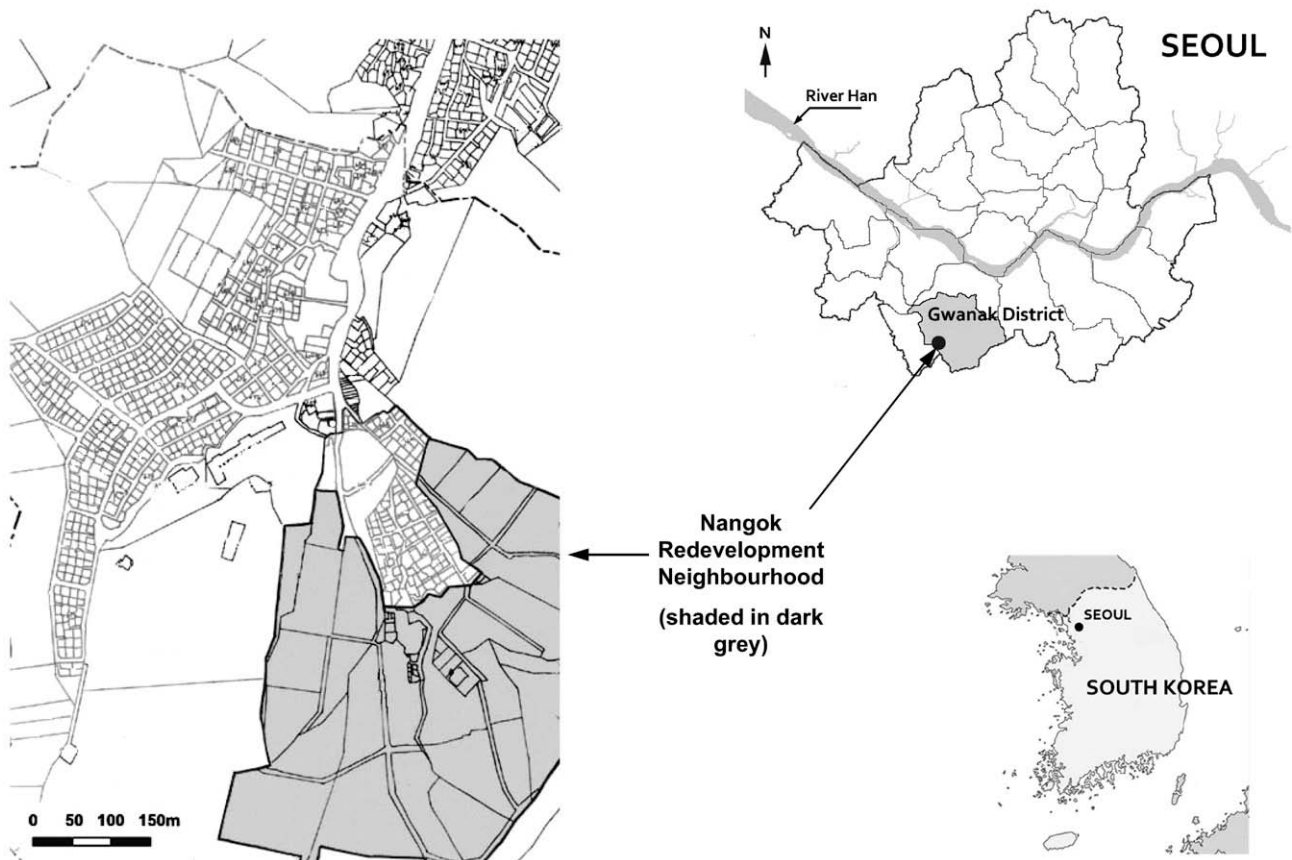 N
SEOUL
River Han
Gwanak District
Nangok
Redevelopment
Neighbourhood
(shaded in dark
grey)
SEOUL
SOUTH KOREA
0 50 100 150m